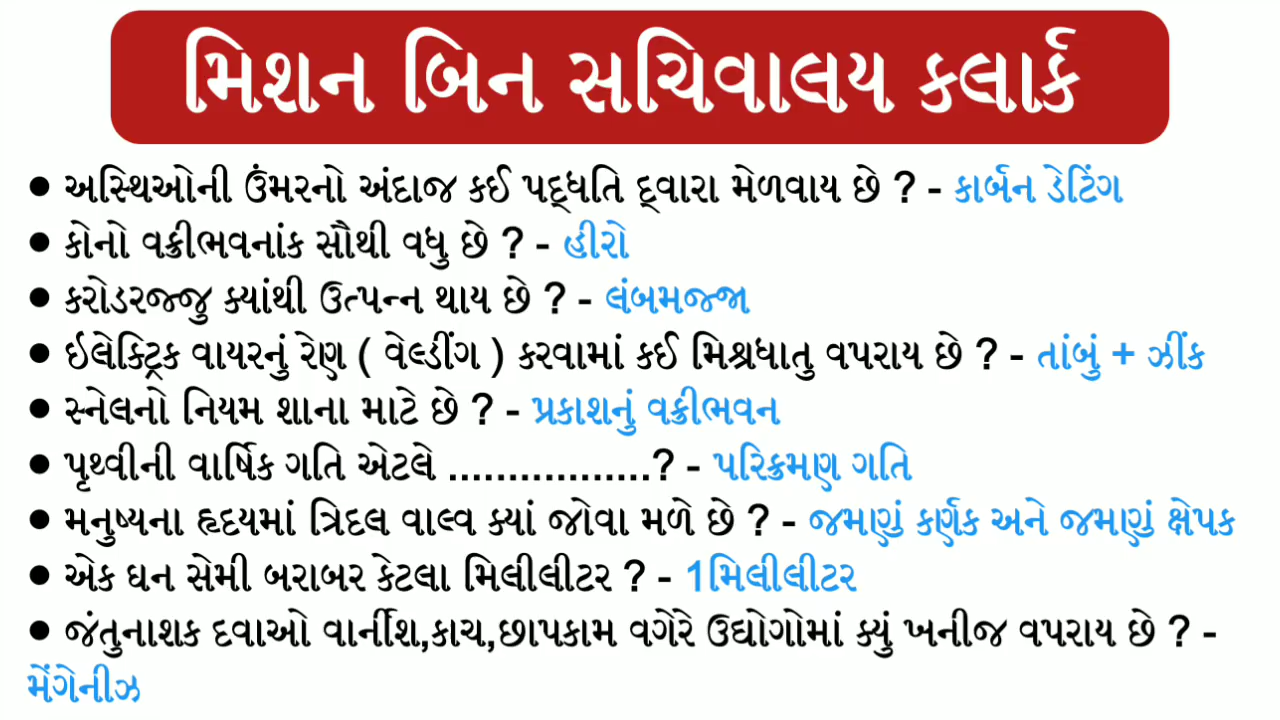 મિશન બિન સચિવાલય કલાર્ક
● અસ્થિઓની ઉંમરનો અંદાજ કઈ પદ્ધતિ દ્વારા મેળવાય છે ? - કાર્બન ડેટિંગ
● કોનો વક્રીભવનાંક સૌથી વધુ છે ? - હીરો
● કરોડરજ્જુ ક્યાંથી ઉત્પન્ન થાય છે ? - લંબમજ્જા
● ઇલેક્ટ્રિક વાયરનું રેણ ( વેલ્ડીંગ ) કરવામાં કઈ મિશ્રધાતુ વપરાય છે ? - તાંબું + ઝીંક
● સ્નેલનો નિયમ શાના માટે છે ? - પ્રકાશનું વક્રીભવન
● પૃથ્વીની વાર્ષિક ગતિ એટલે .................? - પરિક્રમણ ગતિ
● મનુષ્યના હૃદયમાં ત્રિદલ વાલ્વ ક્યાં જોવા મળે છે ? - જમણું કર્ણક અને જમણું ક્ષેપક
● એક ઘન સેમી બરાબર કેટલા મિલીલીટર ? - 1મિલીલીટર
● જંતુનાશક દવાઓ વાર્નીશ,કાચ,છાપકામ વગેરે ઉદ્યોગોમાં ક્યું ખનીજ વપરાય છે ? -
મેંગેનીઝ